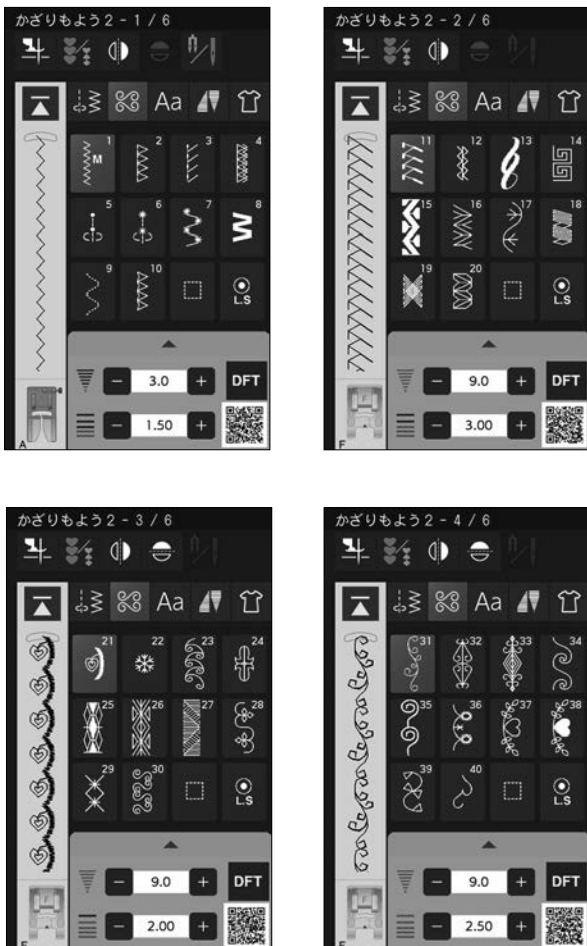 かざりもよう2 - 1 / 6
Aa
1 2 3 4
M
5 6 7 8
9 10
L.S
- 3.0 + DFT
- 1.50 +
A
かざりもよう2 - 2 / 6
Aa
11 12 13 14
15 16 17 18
19 20
L.S
- 9.0 + DFT
- 3.00 +
F
かざりもよう2 - 3 / 6
Aa
21 22 23 24
25 26 27 28
29 30
L.S
- 9.0 + DFT
- 2.00 +
F
かざりもよう2 - 4 / 6
Aa
31 32 33 34
35 36 37 38
39 40
L.S
- 9.0 + DFT
- 2.50 +
F